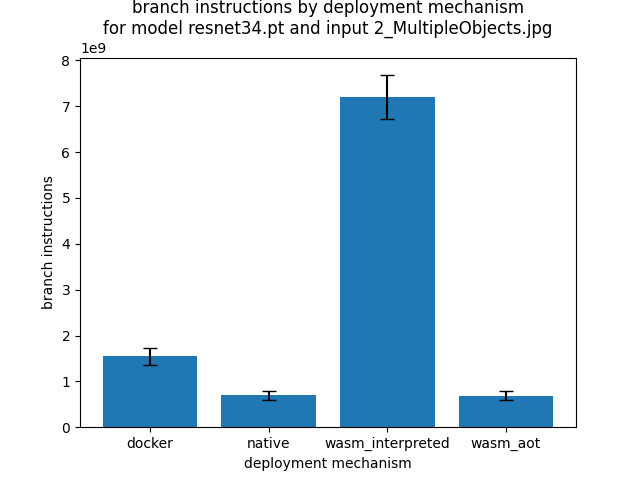 branch instructions by deployment mechanism
for model resnet34.pt and input 2_MultipleObjects.jpg
1e9
8
7
6
5
4
3
2
1
0
branch instructions
docker native wasm_interpreted wasm_aot
deployment mechanism